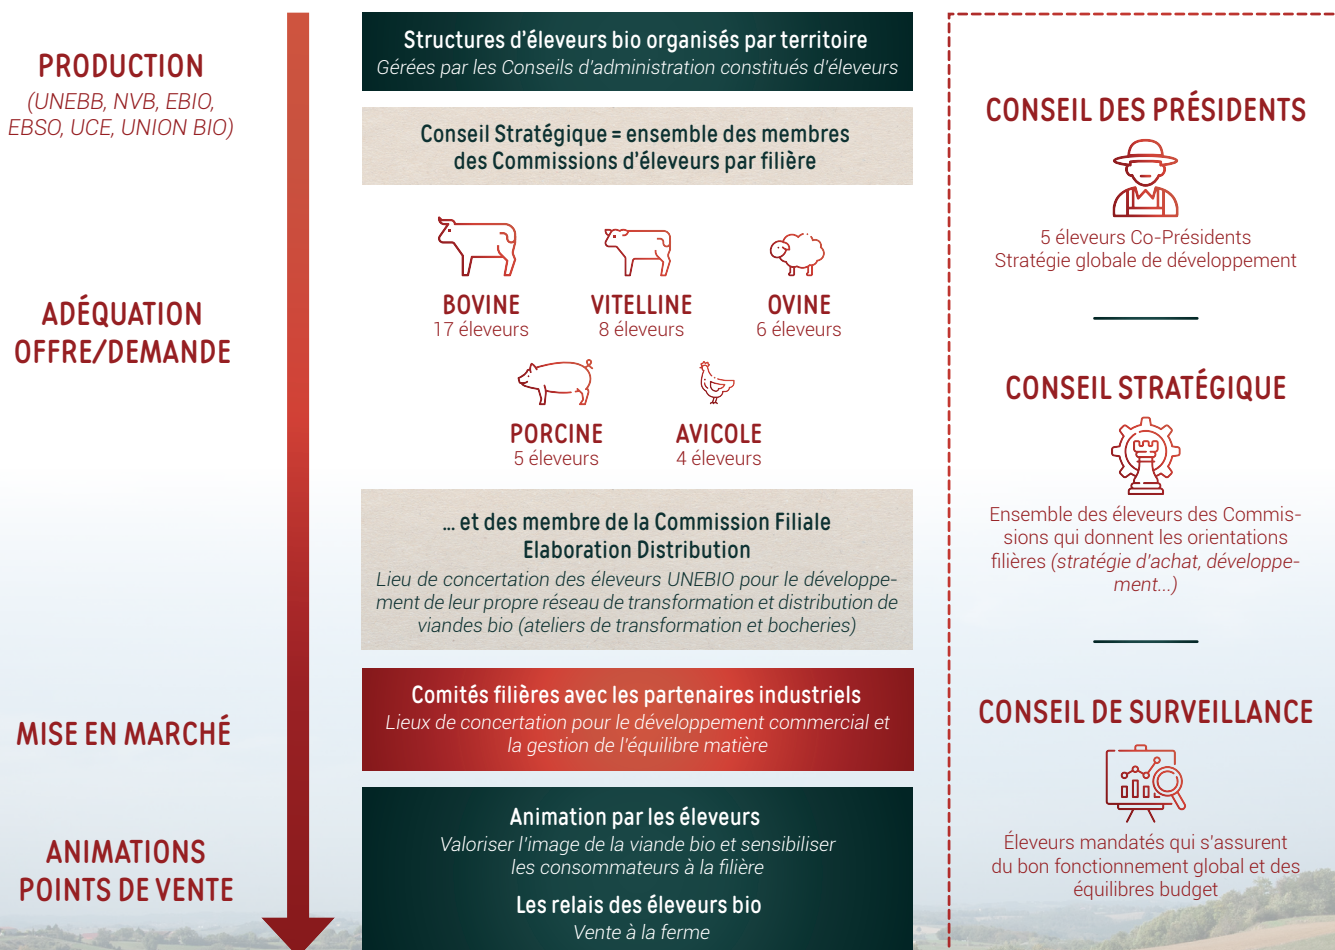 PRODUCTION
(UNEBB, NVB, EBIO,
EBSO, UCE, UNION BIO)
ADÉQUATION
OFFRE/DEMANDE
MISE EN MARCHÉ
ANIMATIONS
POINTS DE VENTE
Structures d'éleveurs bio organisés par territoire
Gérées par les Conseils d'administration constitués d'éleveurs
Conseil Stratégique = ensemble des membres
des Commissions d'éleveurs par filière
BOVINE
17 éleveurs
VITELLINE
8 éleveurs
OVINE
6 éleveurs
PORCINE
5 éleveurs
AVICOLE
4 éleveurs
... et des membre de la Commission Filiale
Elaboration Distribution
Lieu de concertation des éleveurs UNEBIO pour le développe-
ment de leur propre réseau de transformation et distribution de
viandes bio (ateliers de transformation et bocheries)
Comités filières avec les partenaires industriels
Lieux de concertation pour le développement commercial et
la gestion de l'équilibre matière
Animation par les éleveurs
Valoriser l'image de la viande bio et sensibiliser
les consommateurs à la filière
Les relais des éleveurs bio
Vente à la ferme
CONSEIL DES PRÉSIDENTS
5 éleveurs Co-Présidents
Stratégie globale de développement
CONSEIL STRATÉGIQUE
Ensemble des éleveurs des Commis-
sions qui donnent les orientations
filières (stratégie d'achat, développe-
ment...)
CONSEIL DE SURVEILLANCE
Éleveurs mandatés qui s'assurent
du bon fonctionnement global et des
équilibres budget